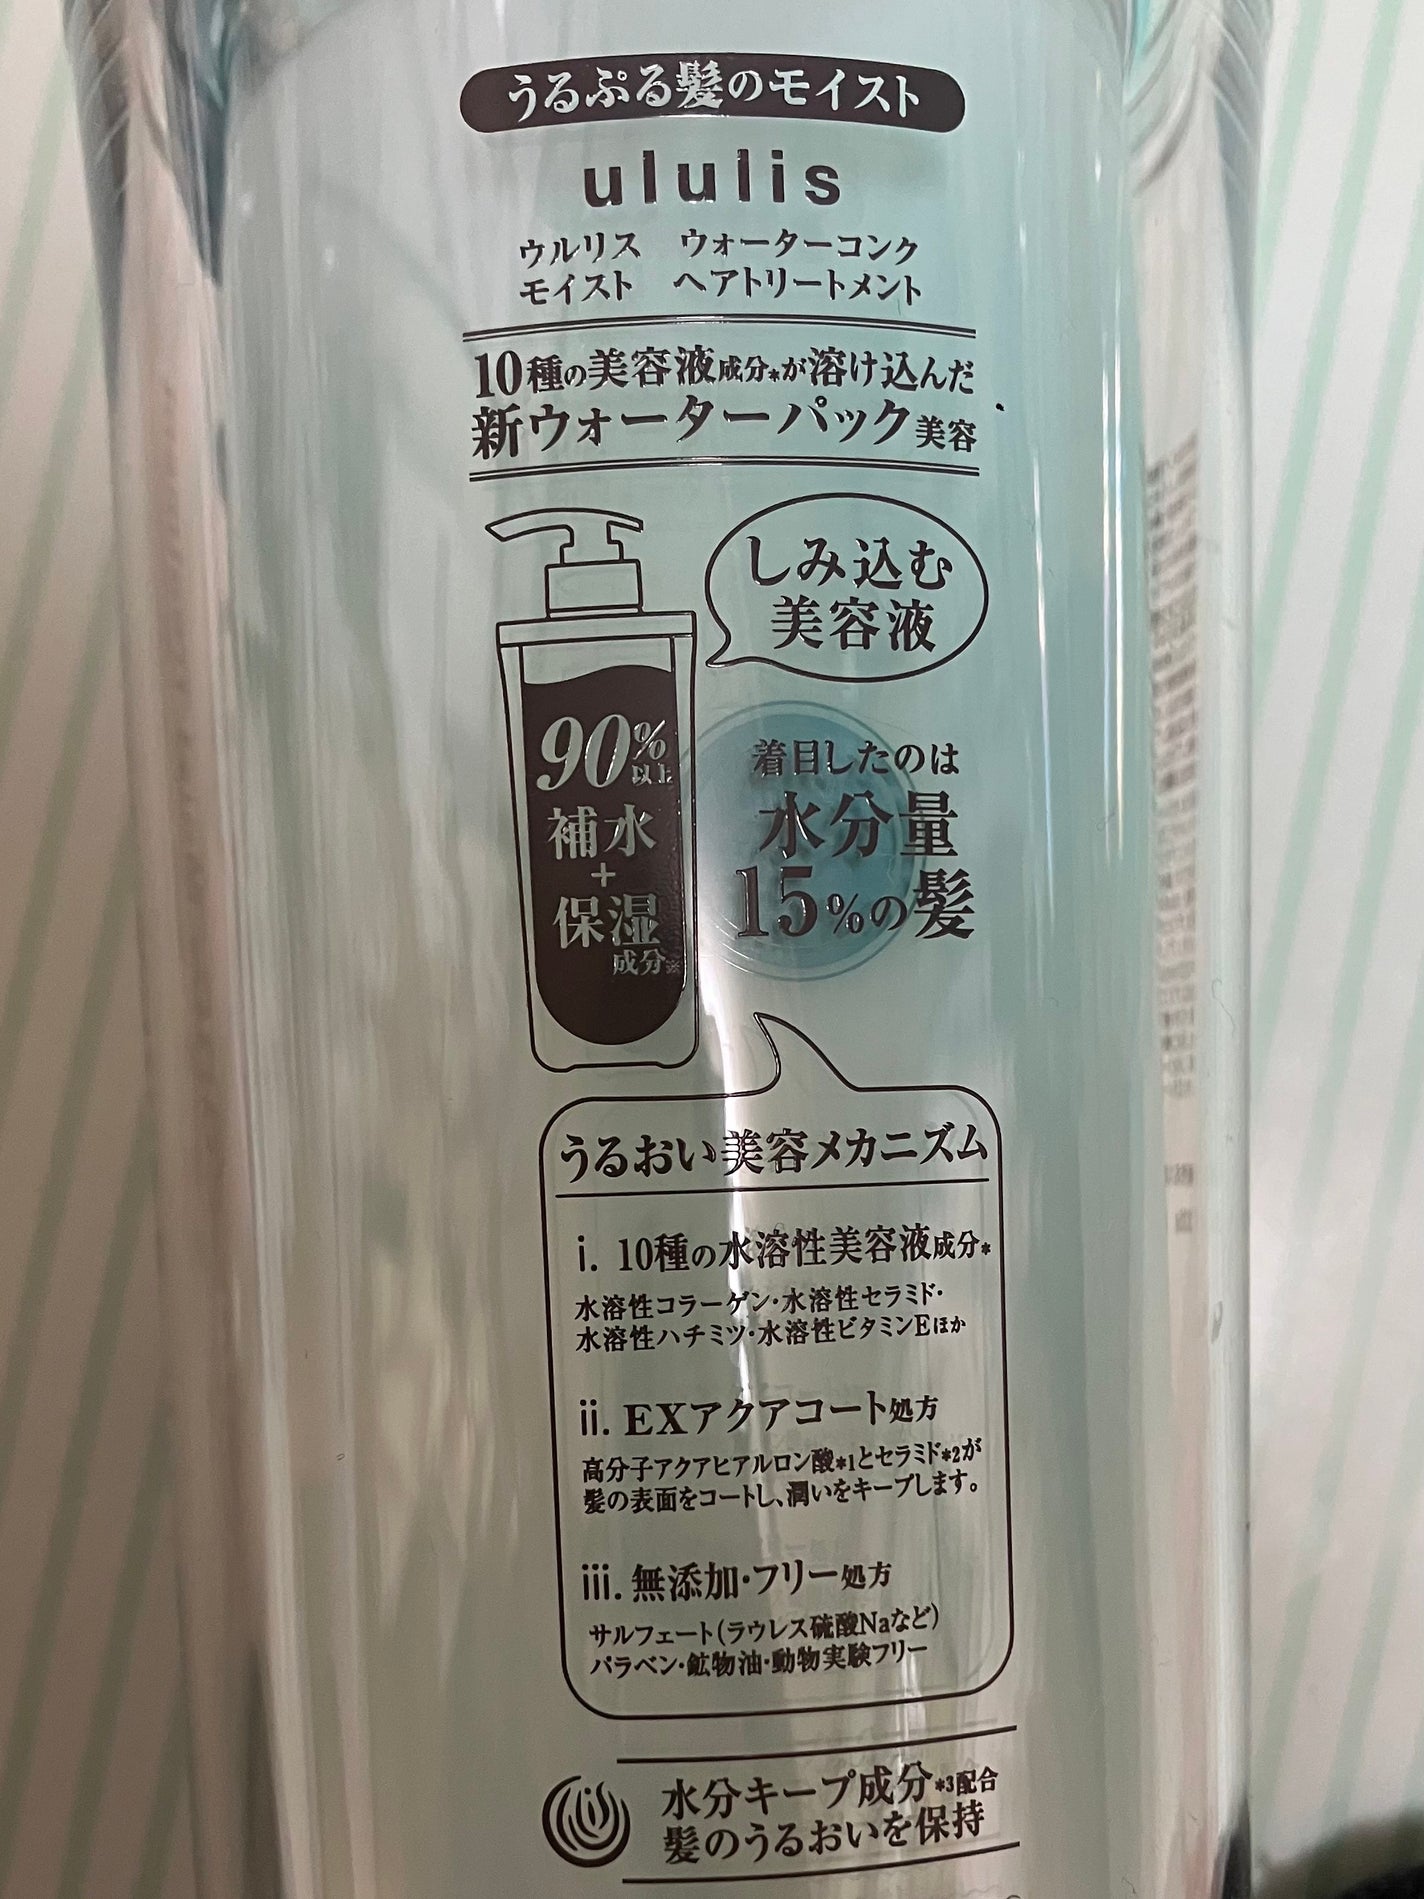 うるぷる髪のモイスト
ululis
ウルリス ウォーターコンク
モイスト ヘアトリートメント
10種の美容液成分*が溶け込んだ
新ウォーターパック美容
しみ込む
美容液
90%以上
補水
+
保湿
成分※
着目したのは
水分量
15%の髪
うるおい美容メカニズム
i. 10種の水溶性美容液成分*
水溶性コラーゲン・水溶性セラミド・
水溶性ハチミツ・水溶性ビタミンEほか
ii. EXアクアコート処方
高分子アクアヒアルロン酸*1とセラミド*2が
髪の表面をコートし、潤いをキープします。
iii. 無添加・フリー処方
サルフェート(ラウレス硫酸Naなど)
パラベン・鉱物油・動物実験フリー
水分キープ成分*3配合
髪のうるおいを保持